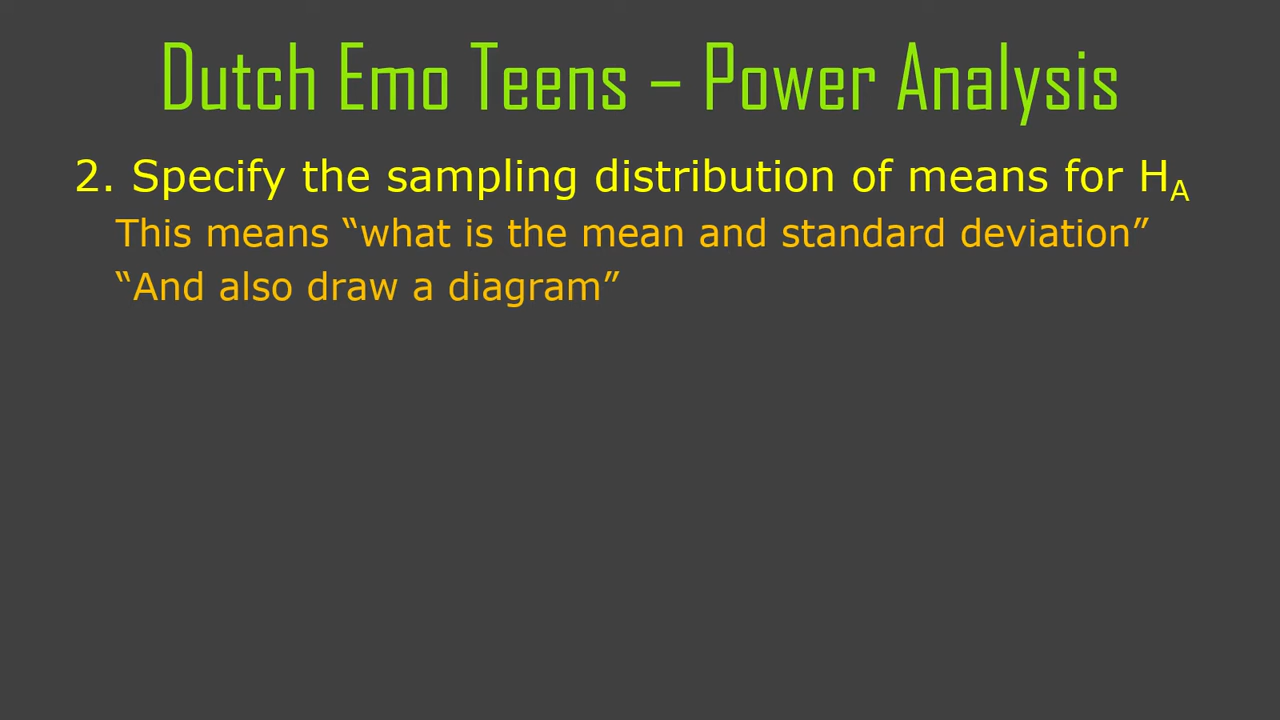 Dutch Emo Teens – Power Analysis
2. Specify the sampling distribution of means for H_A
This means “what is the mean and standard deviation”
“And also draw a diagram”